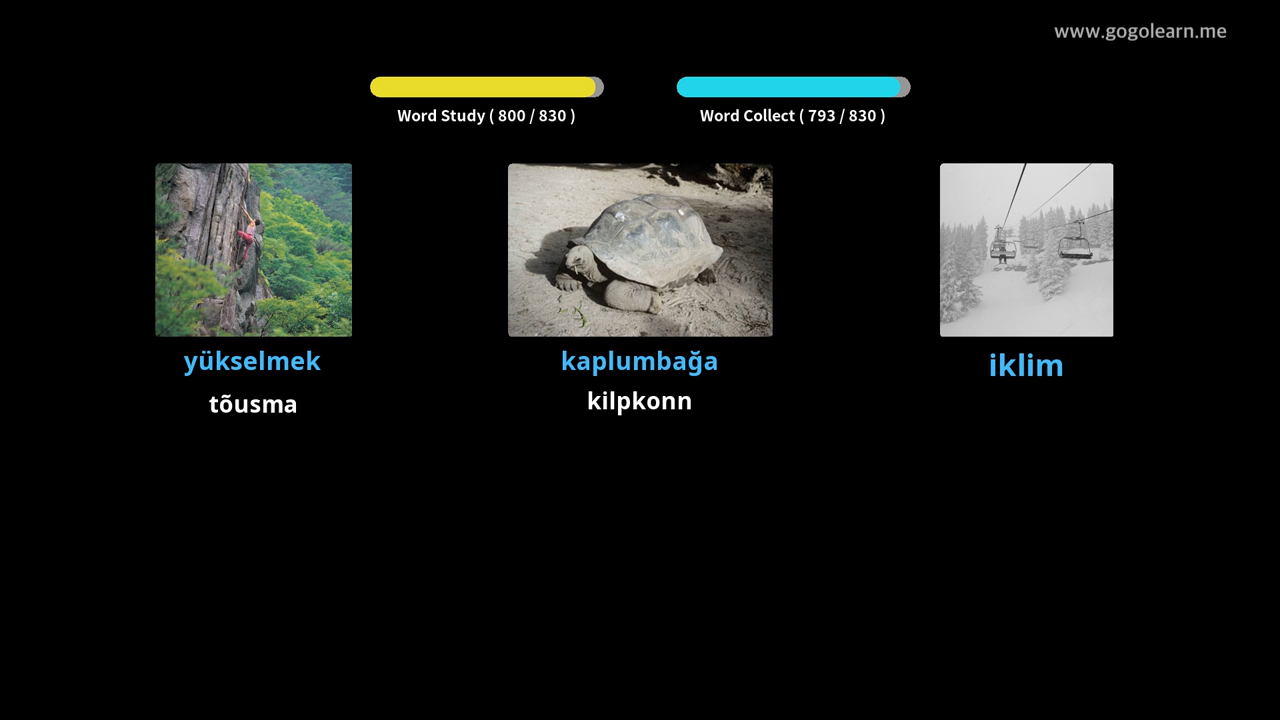 www.gogolearn.me
Word Study ( 800 / 830 )
Word Collect ( 793 / 830 )
yükselmek
kaplumbağa
iklim
tõusma
kilpkonn